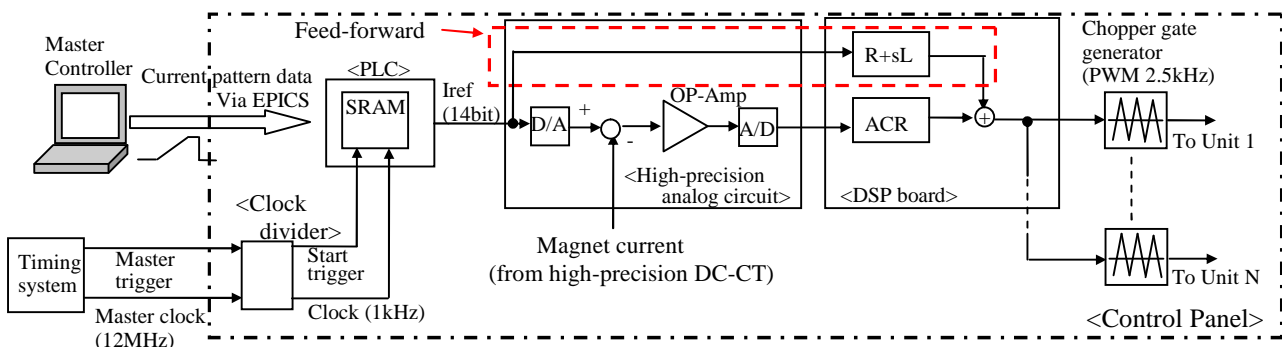 Feed-forward
Master
Controller
Current pattern data
Via EPICS
<PLC>
SRAM
Iref
(14bit)
D/A
+
-
OP-Amp
A/D
<High-precision
analog circuit>
R+sL
ACR
+
<DSP board>
Chopper gate
generator
(PWM 2.5kHz)
To Unit 1
To Unit N
<Clock
divider>
Timing
system
Master
trigger
Master clock
(12MHz)
Start
trigger
Clock (1kHz)
Magnet current
(from high-precision DC-CT)
<Control Panel>